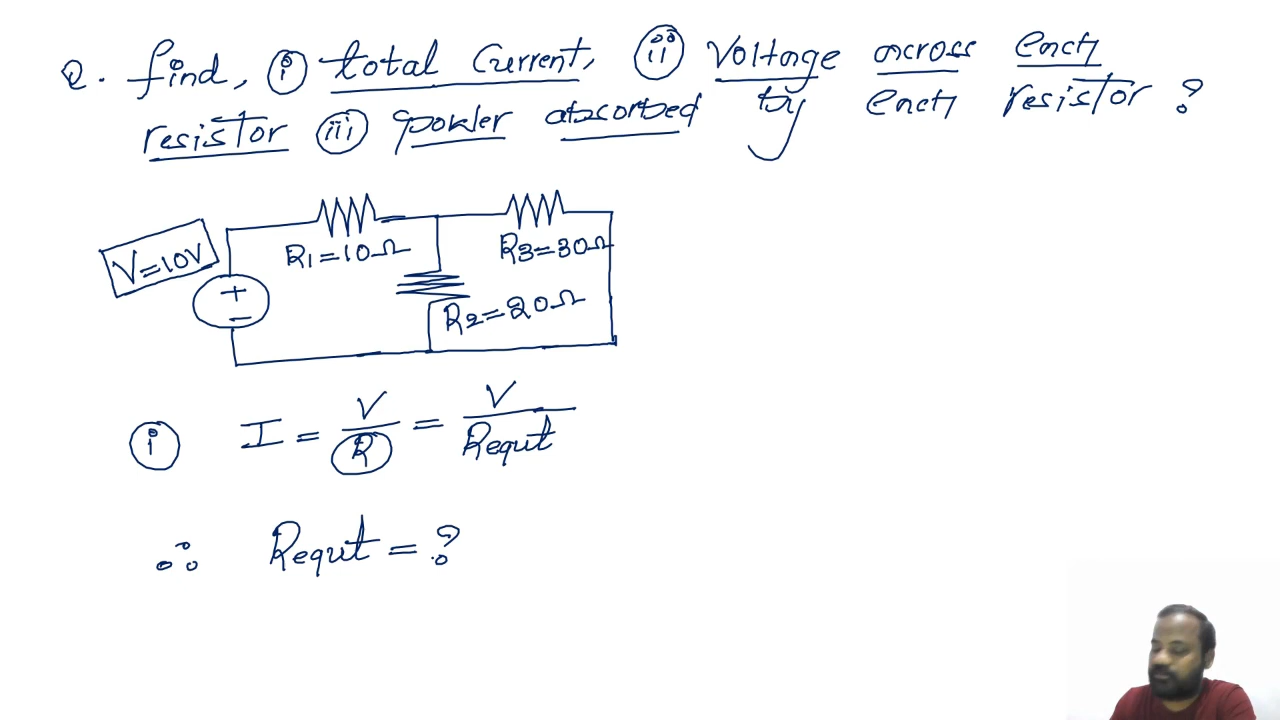 Q. find, (i) total current, (ii) voltage across each
resistor (iii) power absorbed by each resistor ?
V=10V
R1=10Ω
R3=30Ω
+
−
R2=20Ω
(i) I = V/R = V/Requt
∴ Requt = ?